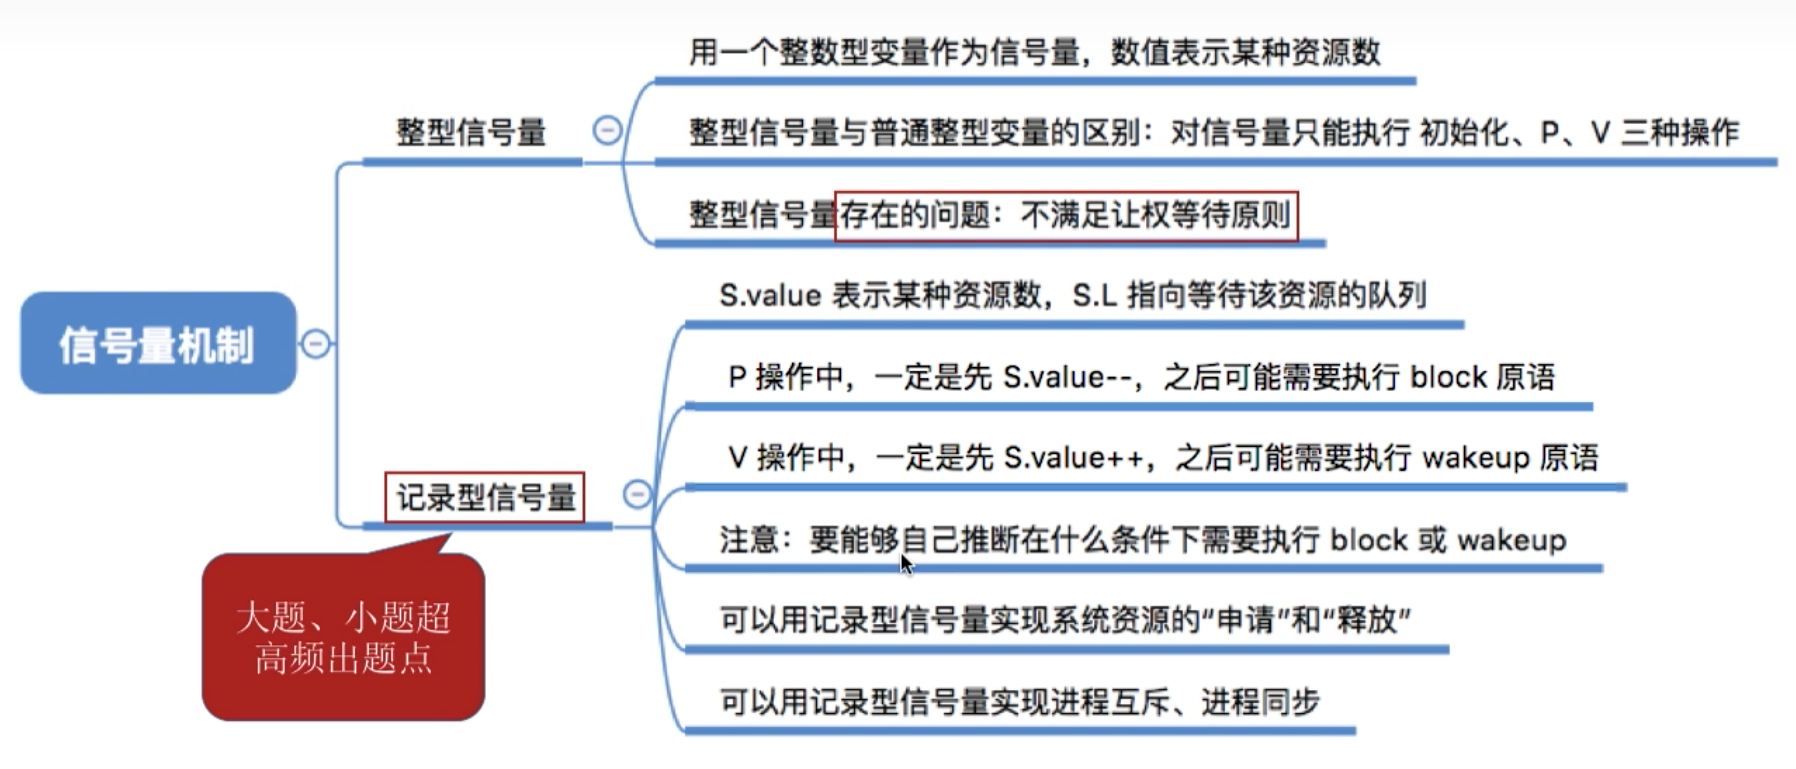 用一个整数型变量作为信号量，数值表示某种资源数
整型信号量
整型信号量与普通整型变量的区别：对信号量只能执行 初始化、P、V 三种操作
整型信号量存在的问题：不满足让权等待原则
信号量机制
S.value 表示某种资源数，S.L 指向等待该资源的队列
P 操作中，一定是先 S.value--，之后可能需要执行 block 原语
V 操作中，一定是先 S.value++，之后可能需要执行 wakeup 原语
记录型信号量
注意：要能够自己推断在什么条件下需要执行 block 或 wakeup
可以用记录型信号量实现系统资源的“申请”和“释放”
可以用记录型信号量实现进程互斥、进程同步
大题、小题超
高频出题点